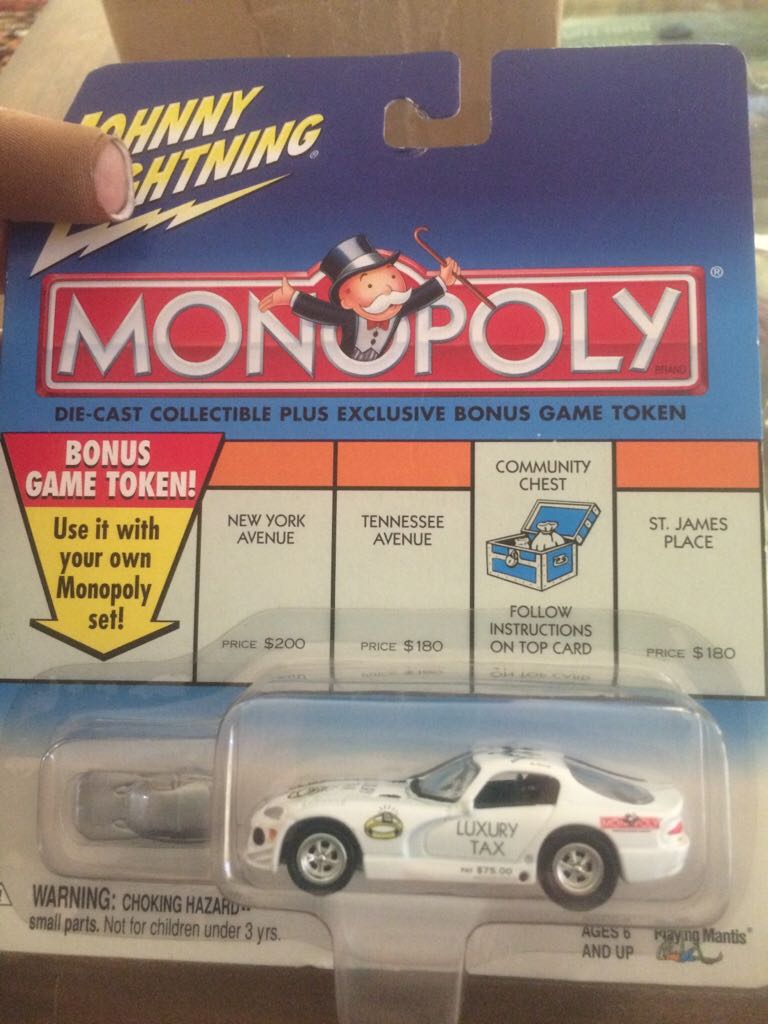 JOHNNY
LIGHTNING®
MONOPOLY®
BRAND
DIE-CAST COLLECTIBLE PLUS EXCLUSIVE BONUS GAME TOKEN
BONUS
GAME TOKEN!
Use it with
your own
Monopoly
set!
NEW YORK
AVENUE
PRICE $200
TENNESSEE
AVENUE
PRICE $180
COMMUNITY
CHEST
FOLLOW
INSTRUCTIONS
ON TOP CARD
ST. JAMES
PLACE
PRICE $180
LUXURY
TAX
PAY $75.00
MONOPOLY
WARNING: CHOKING HAZARD--
small parts. Not for children under 3 yrs.
AGES 6
AND UP
Playing Mantis®